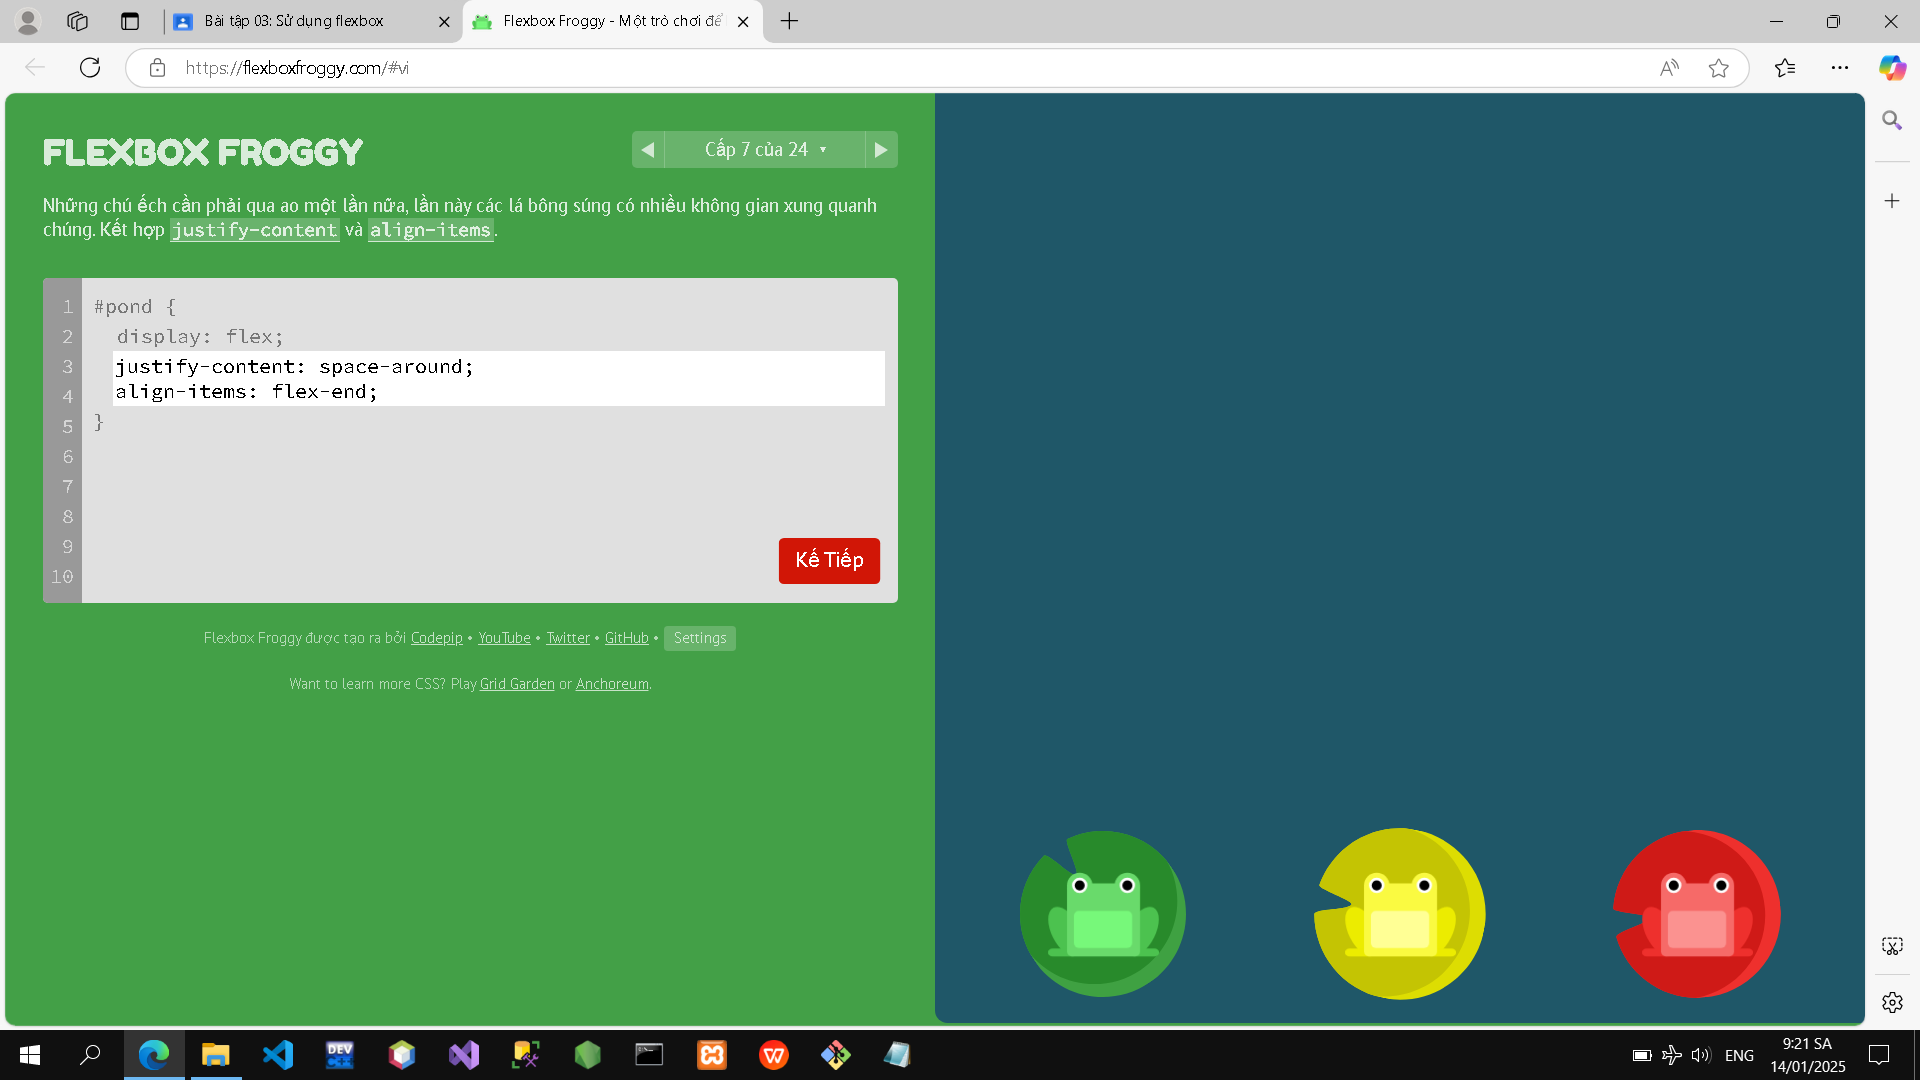 Bài tập 03: Sử dụng flexbox
Flexbox Froggy - Một trò chơi để
https://flexboxfroggy.com/#vi
FLEXBOX FROGGY
Cấp 7 của 24
Những chú ếch cần phải qua ao một lần nữa, lần này các lá bông súng có nhiều không gian xung quanh
chúng. Kết hợp justify-content và align-items.
1 #pond {
2 display: flex;
3 justify-content: space-around;
4 align-items: flex-end;
5 }
6
7
8
9
10
Kế Tiếp
Flexbox Froggy được tạo ra bởi Codepip • YouTube • Twitter • GitHub • Settings
Want to learn more CSS? Play Grid Garden or Anchoreum.
DEV
C++
W
ENG
9:21 SA
14/01/2025